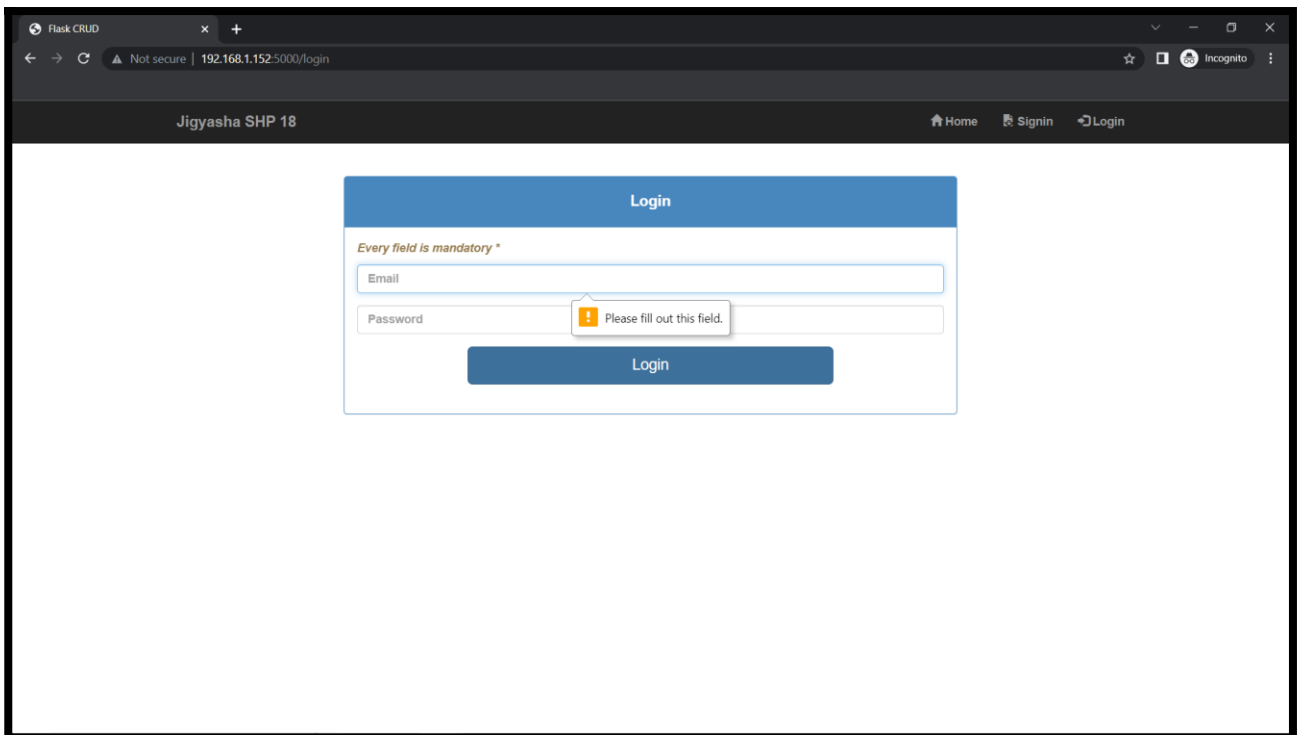 Flask CRUD
Not secure | 192.168.1.152:5000/login
Incognito
Jigyasha SHP 18
Home Signin Login
Login
Every field is mandatory *
Email
Password
! Please fill out this field.
Login